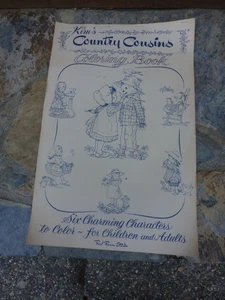 Kim's
Country Cousins
Coloring Book
Six Charming Characters
to Color ~ for Children and Adults